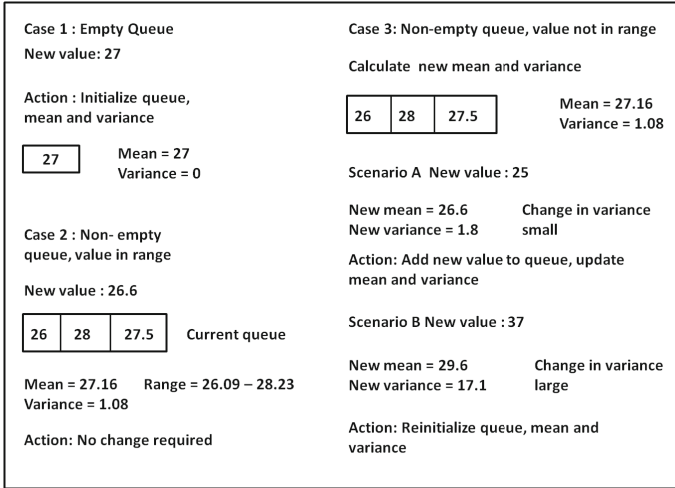 Case 1 : Empty Queue
New value: 27
Action : Initialize queue,
mean and variance
27
Mean = 27
Variance = 0
Case 2 : Non- empty
queue, value in range
New value : 26.6
26 28 27.5 Current queue
Mean = 27.16 Range = 26.09 – 28.23
Variance = 1.08
Action: No change required
Case 3: Non-empty queue, value not in range
Calculate new mean and variance
26 28 27.5
Mean = 27.16
Variance = 1.08
Scenario A New value : 25
New mean = 26.6 Change in variance
New variance = 1.8 small
Action: Add new value to queue, update
mean and variance
Scenario B New value : 37
New mean = 29.6 Change in variance
New variance = 17.1 large
Action: Reinitialize queue, mean and
variance